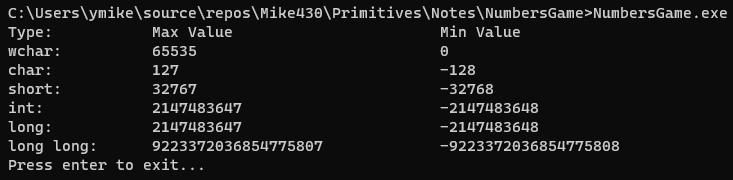 C:\Users\ymike\source\repos\Mike430\Primitives\Notes\NumbersGame>NumbersGame.exe
Type: Max Value Min Value
wchar: 65535 0
char: 127 -128
short: 32767 -32768
int: 2147483647 -2147483648
long: 2147483647 -2147483648
long long: 9223372036854775807 -9223372036854775808
Press enter to exit...